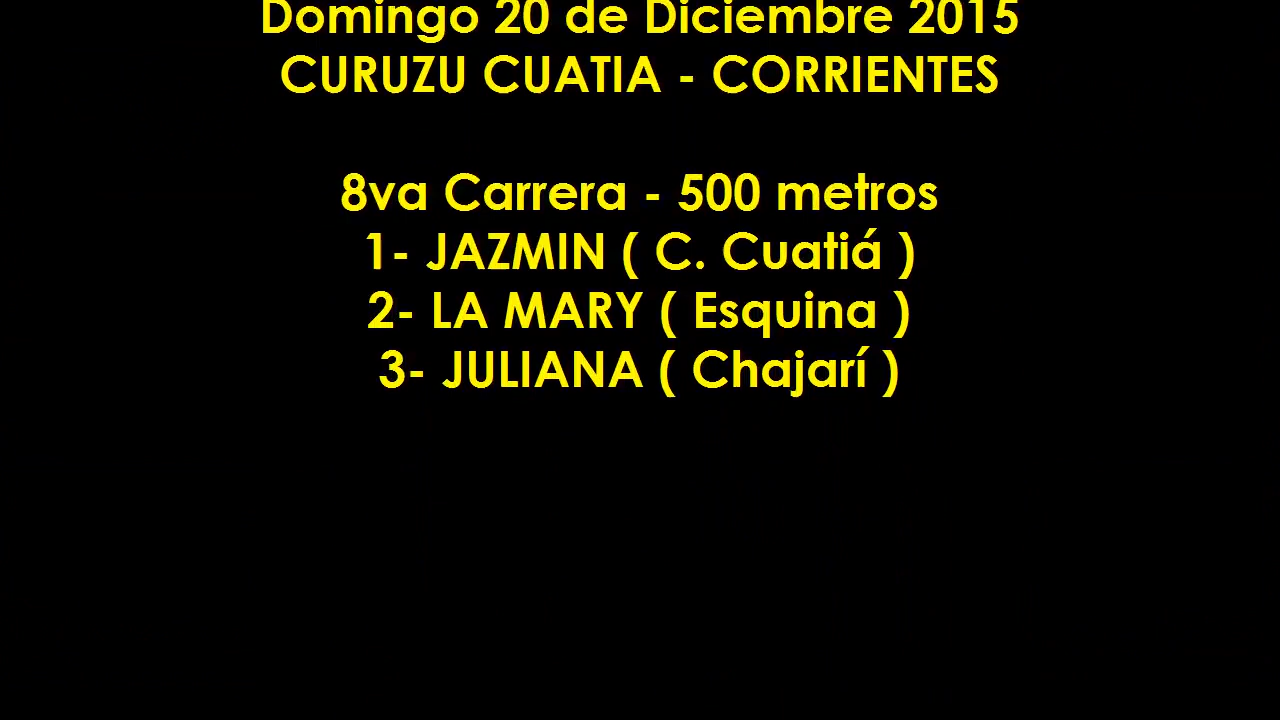 Domingo 20 de Diciembre 2015
CURUZU CUATIA - CORRIENTES
8va Carrera - 500 metros
1- JAZMIN ( C. Cuatiá )
2- LA MARY ( Esquina )
3- JULIANA ( Chajarí )